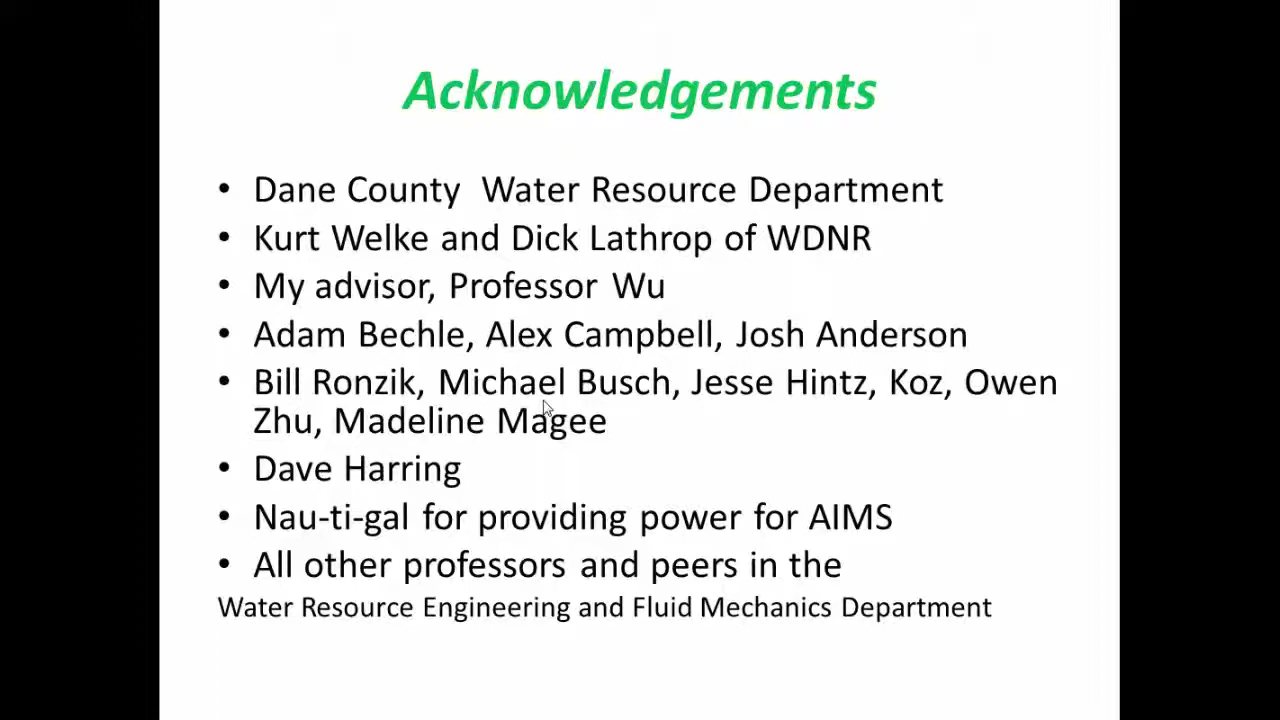 Acknowledgements
• Dane County Water Resource Department
• Kurt Welke and Dick Lathrop of WDNR
• My advisor, Professor Wu
• Adam Bechle, Alex Campbell, Josh Anderson
• Bill Ronzik, Michael Busch, Jesse Hintz, Koz, Owen
Zhu, Madeline Magee
• Dave Harring
• Nau-ti-gal for providing power for AIMS
• All other professors and peers in the
Water Resource Engineering and Fluid Mechanics Department